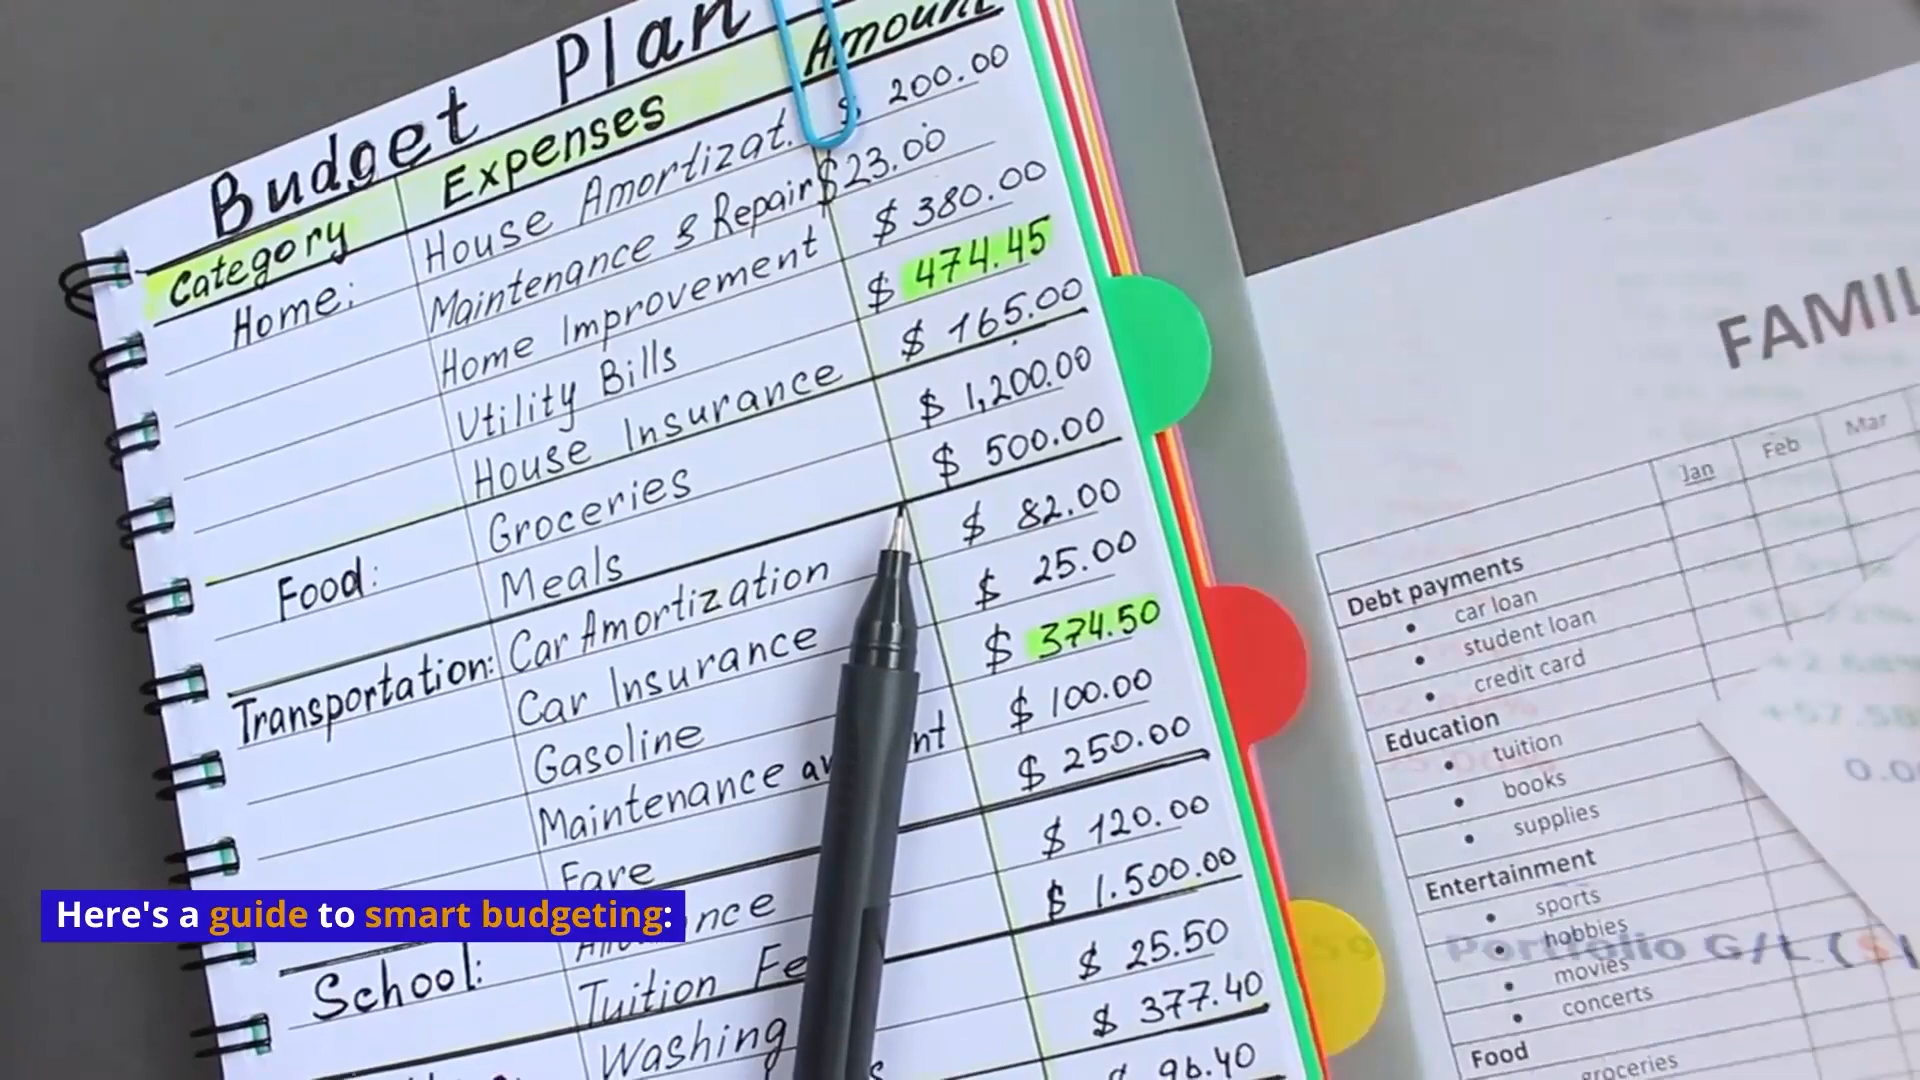 Budget Plan
Category Expenses Amount
Home: House Amortizat. $ 200.00
Maintenance & Repair $23.00
Home Improvement $ 380.00
Utility Bills $ 474.45
House Insurance $ 165.00
Food: Groceries $ 1,200.00
Meals $ 500.00
Transportation: Car Amortization $ 82.00
Car Insurance $ 25.00
Gasoline $ 374.50
Maintenance $ 100.00
Fare $ 250.00
School: $ 120.00
Tuition $ 1.500.00
Washing $ 25.50
$ 377.40
$ 96.40
Here's a guide to smart budgeting:
Jan Feb Mar
Debt payments
• car loan
• student loan
• credit card
Education
• tuition
• books
• supplies
Entertainment
• sports
• hobbies
• movies
• concerts
Food
groceries
Portfolio G/L ($)